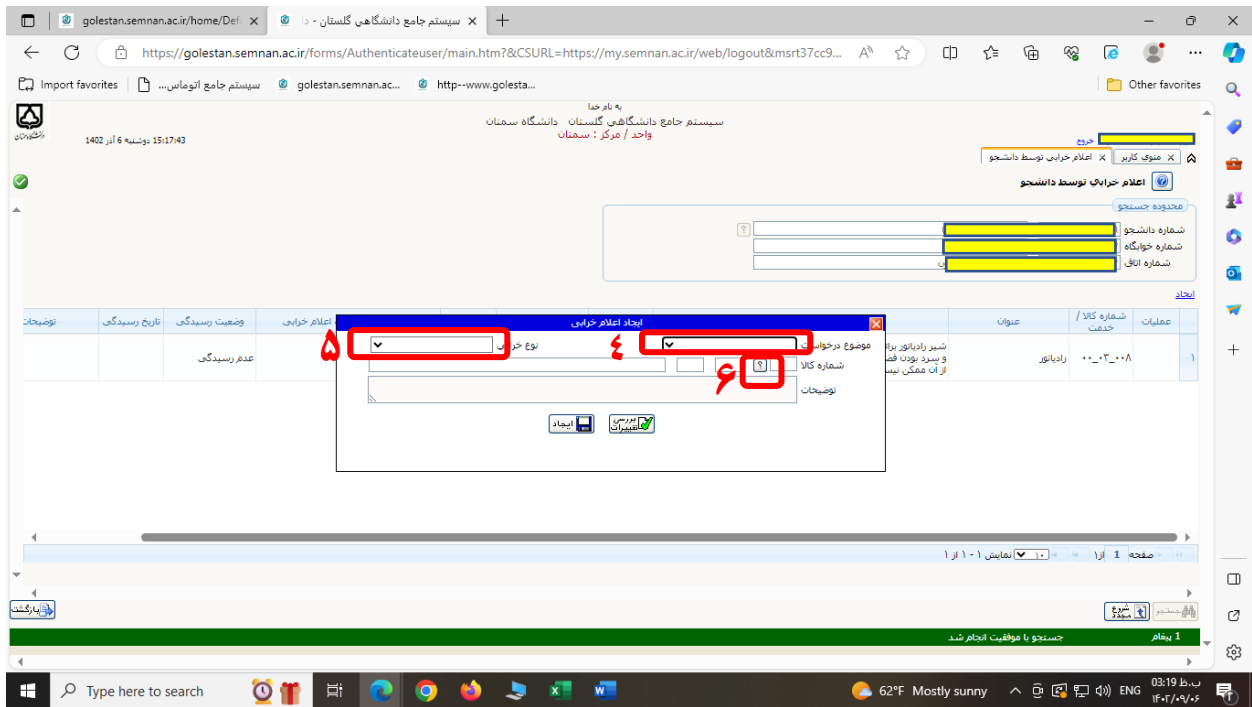 golestan.semnan.ac.ir/home/Def
سیستم جامع دانشگاهی گلستان - دا
https://golestan.semnan.ac.ir/forms/Authenticateuser/main.htm?&CSURL=https://my.semnan.ac.ir/web/logout&msrt37cc9...
Import favorites
سیستم جامع اتوماس...
golestan.semnan.ac...
http--www.golesta...
Other favorites
به نام خدا
سیستم جامع دانشگاهی گلستان دانشگاه سمنان
واحد / مرکز : سمنان
15:17:43 دوشنبه 6 آذر 1402
خروج
منوی کاربر
اعلام خرابی توسط دانشجو
اعلام خرابی توسط دانشجو
محدوده جستجو
شماره دانشجو
شماره خوابگاه
شماره اتاق
ایجاد
عملیات
شماره کالا / خدمت
عنوان
اعلام خرابی
وضعیت رسیدگی
تاریخ رسیدگی
توضیحات
۱
۰۰_۰۳_۰۰۸
رادیاتور
شیر رادیاتور برای
و سرد بودن
از آن ممکن
عدم رسیدگی
ایجاد اعلام خرابی
موضوع درخواست
۴
نوع
۵
شماره کالا
؟
۶
توضیحات
بررسی تغییرات
ایجاد
صفحه 1 از ۱
۱۰
نمایش ۱ - ۱ از ۱
جستجو
شروع مجدد
بازگشت
1 پیغام
جستجو با موفقیت انجام شد
Type here to search
62°F Mostly sunny
ENG
03:19 ب.ظ
۱۴۰۲/۰۹/۰۶